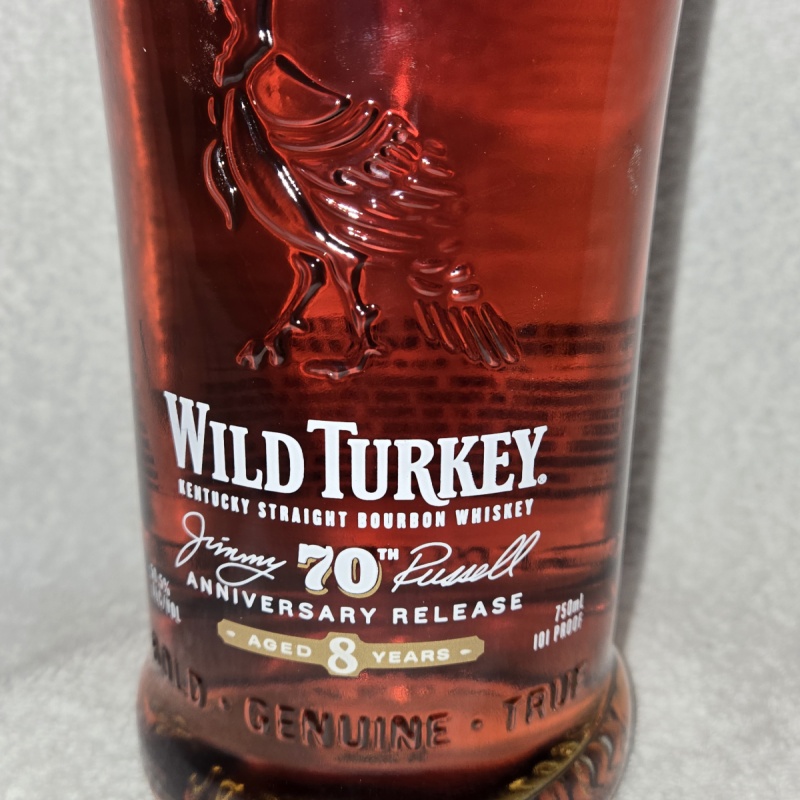 WILD TURKEY®
KENTUCKY STRAIGHT BOURBON WHISKEY
Jimmy 70TH Russell
ANNIVERSARY RELEASE
750mL
101 PROOF
- AGED 8 YEARS -
· GENUINE · TRUE